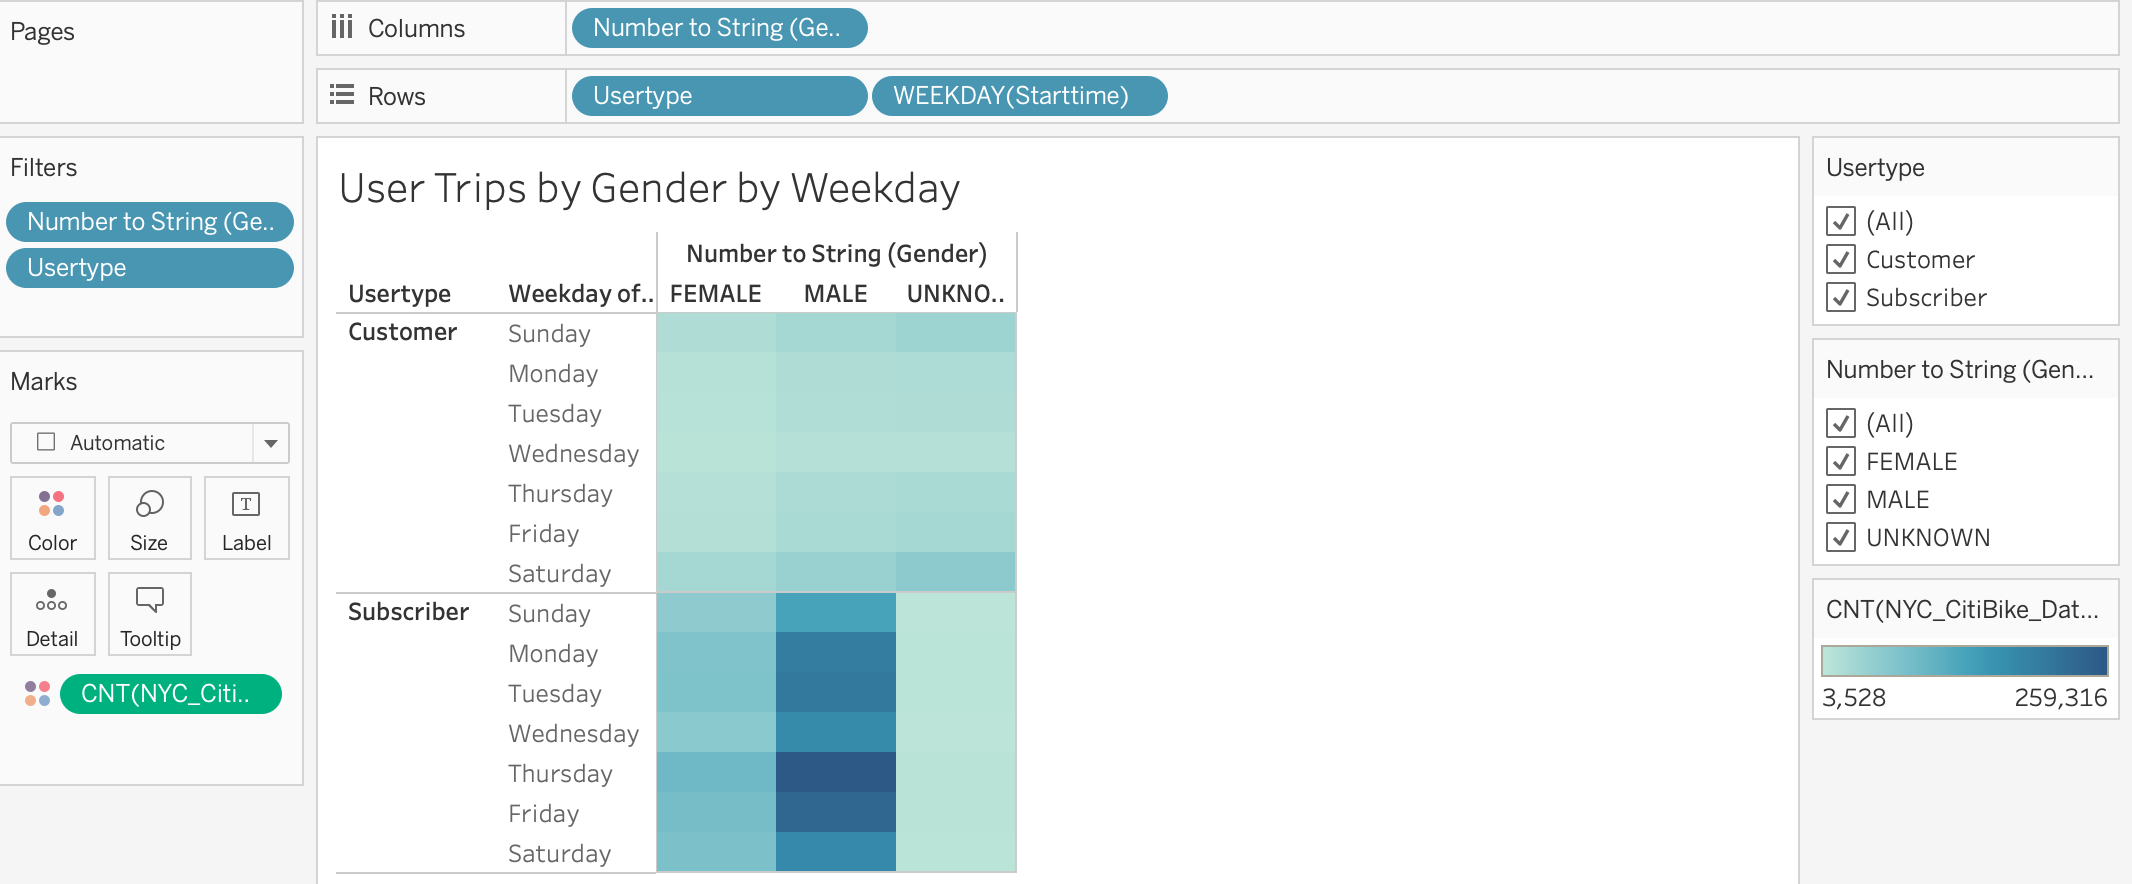 Pages
Columns
Number to String (Ge..
Rows
Usertype
WEEKDAY(Starttime)
Filters
Number to String (Ge..
Usertype
Marks
Automatic
Color
Size
T
Label
Detail
Tooltip
CNT(NYC_Citi..
User Trips by Gender by Weekday
Number to String (Gender)
Usertype
Weekday of..
FEMALE
MALE
UNKNO..
Customer
Sunday
Monday
Tuesday
Wednesday
Thursday
Friday
Saturday
Subscriber
Sunday
Monday
Tuesday
Wednesday
Thursday
Friday
Saturday
Usertype
(All)
Customer
Subscriber
Number to String (Gen...
(All)
FEMALE
MALE
UNKNOWN
CNT(NYC_CitiBike_Dat...
3,528
259,316